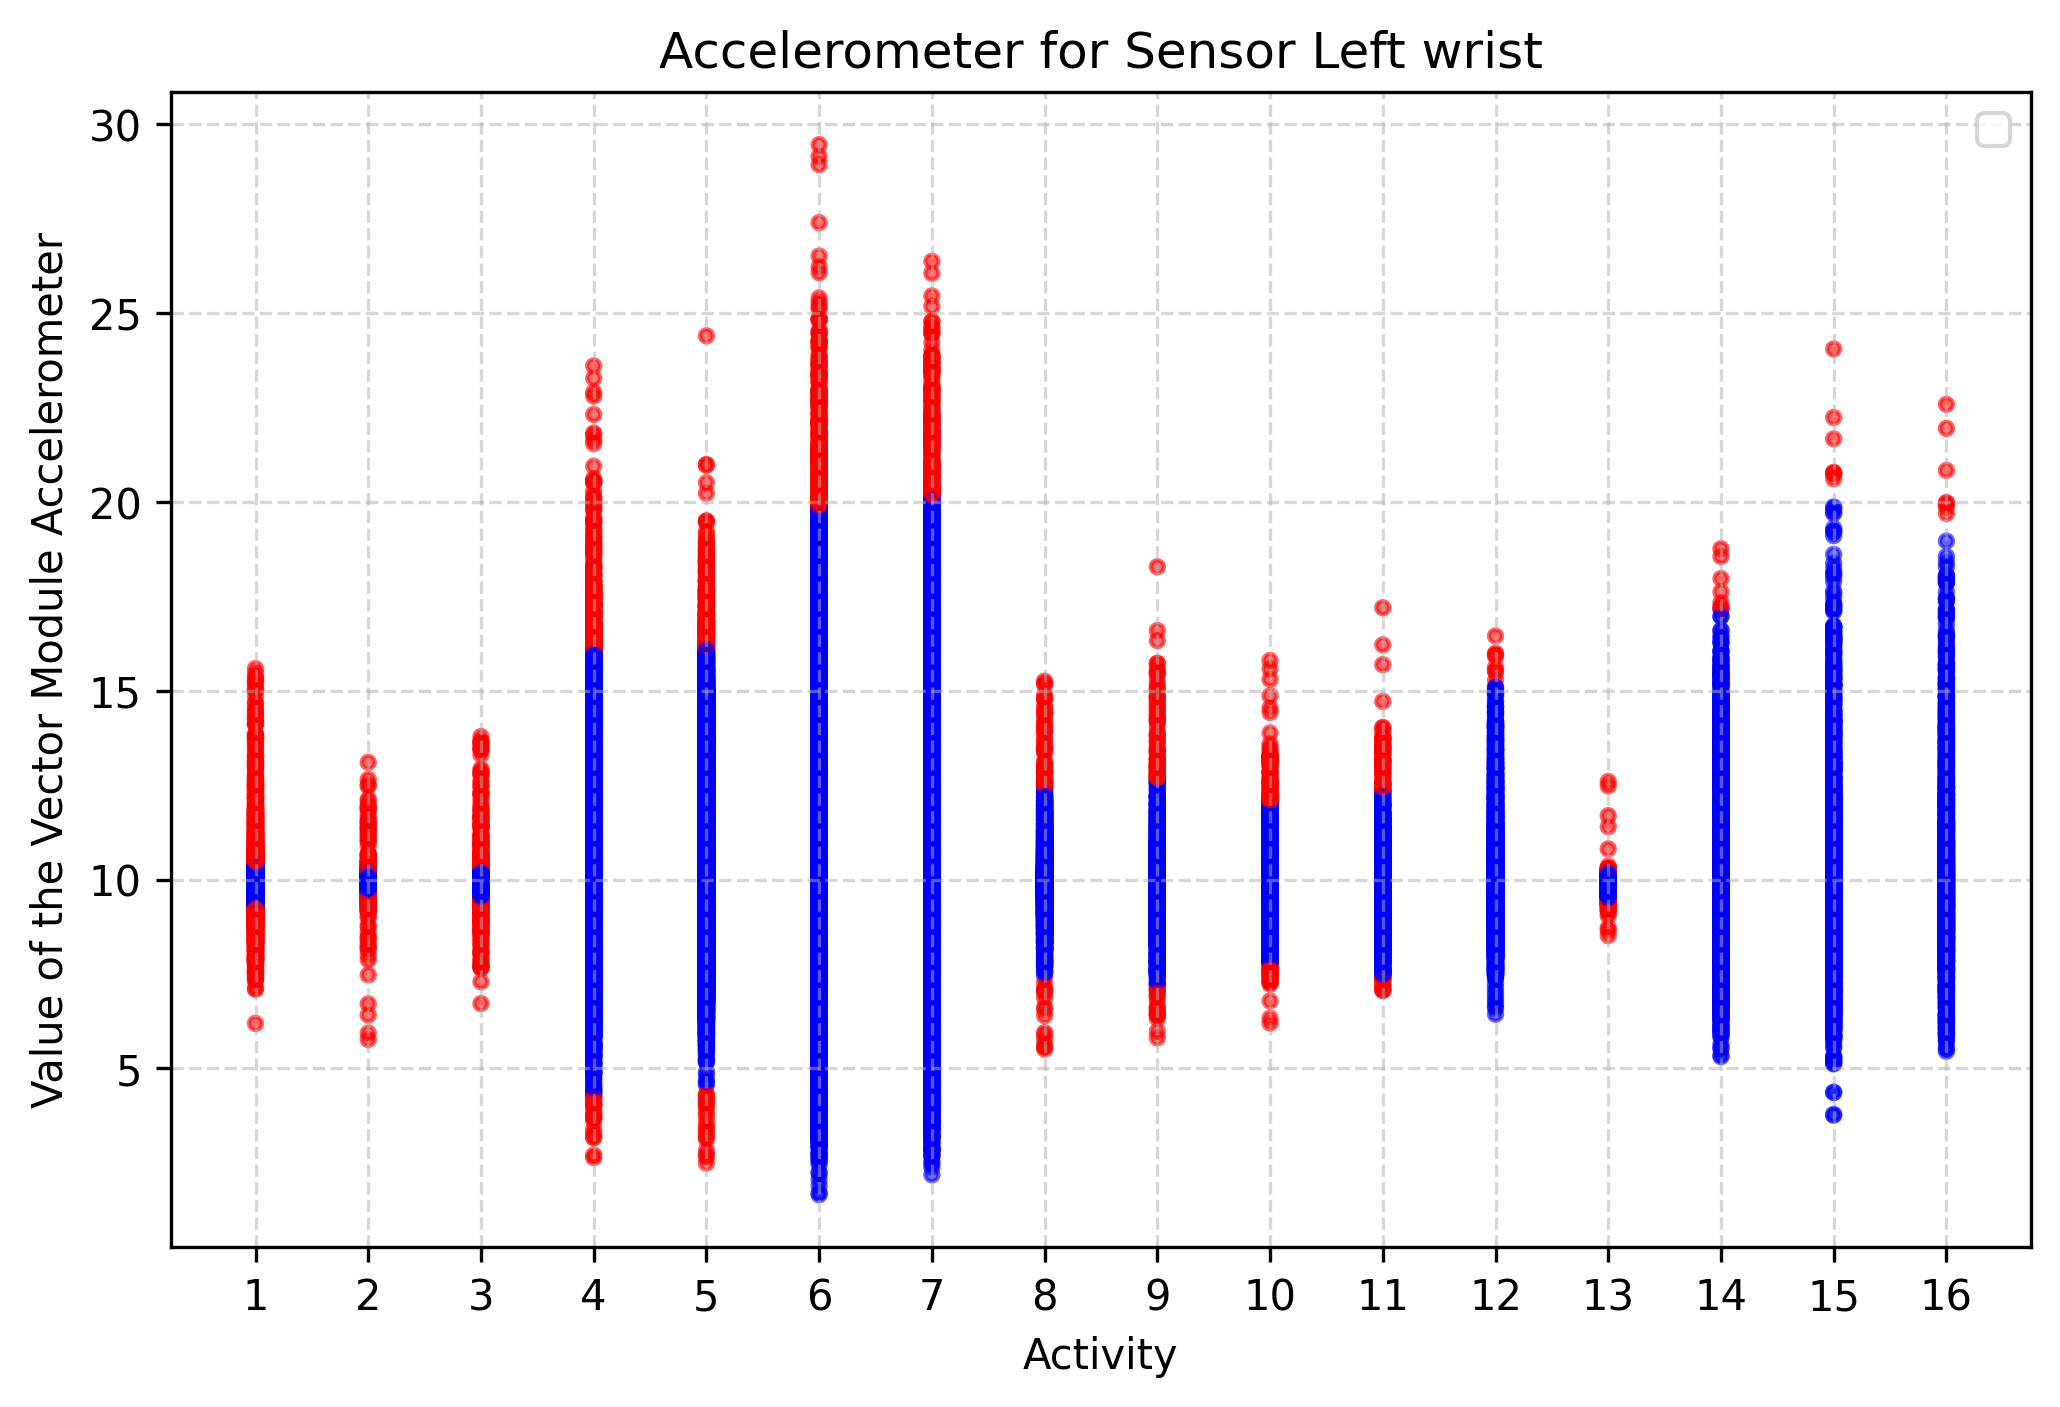 Accelerometer for Sensor Left wrist
Value of the Vector Module Accelerometer
30
25
20
15
10
5
1 2 3 4 5 6 7 8 9 10 11 12 13 14 15 16
Activity